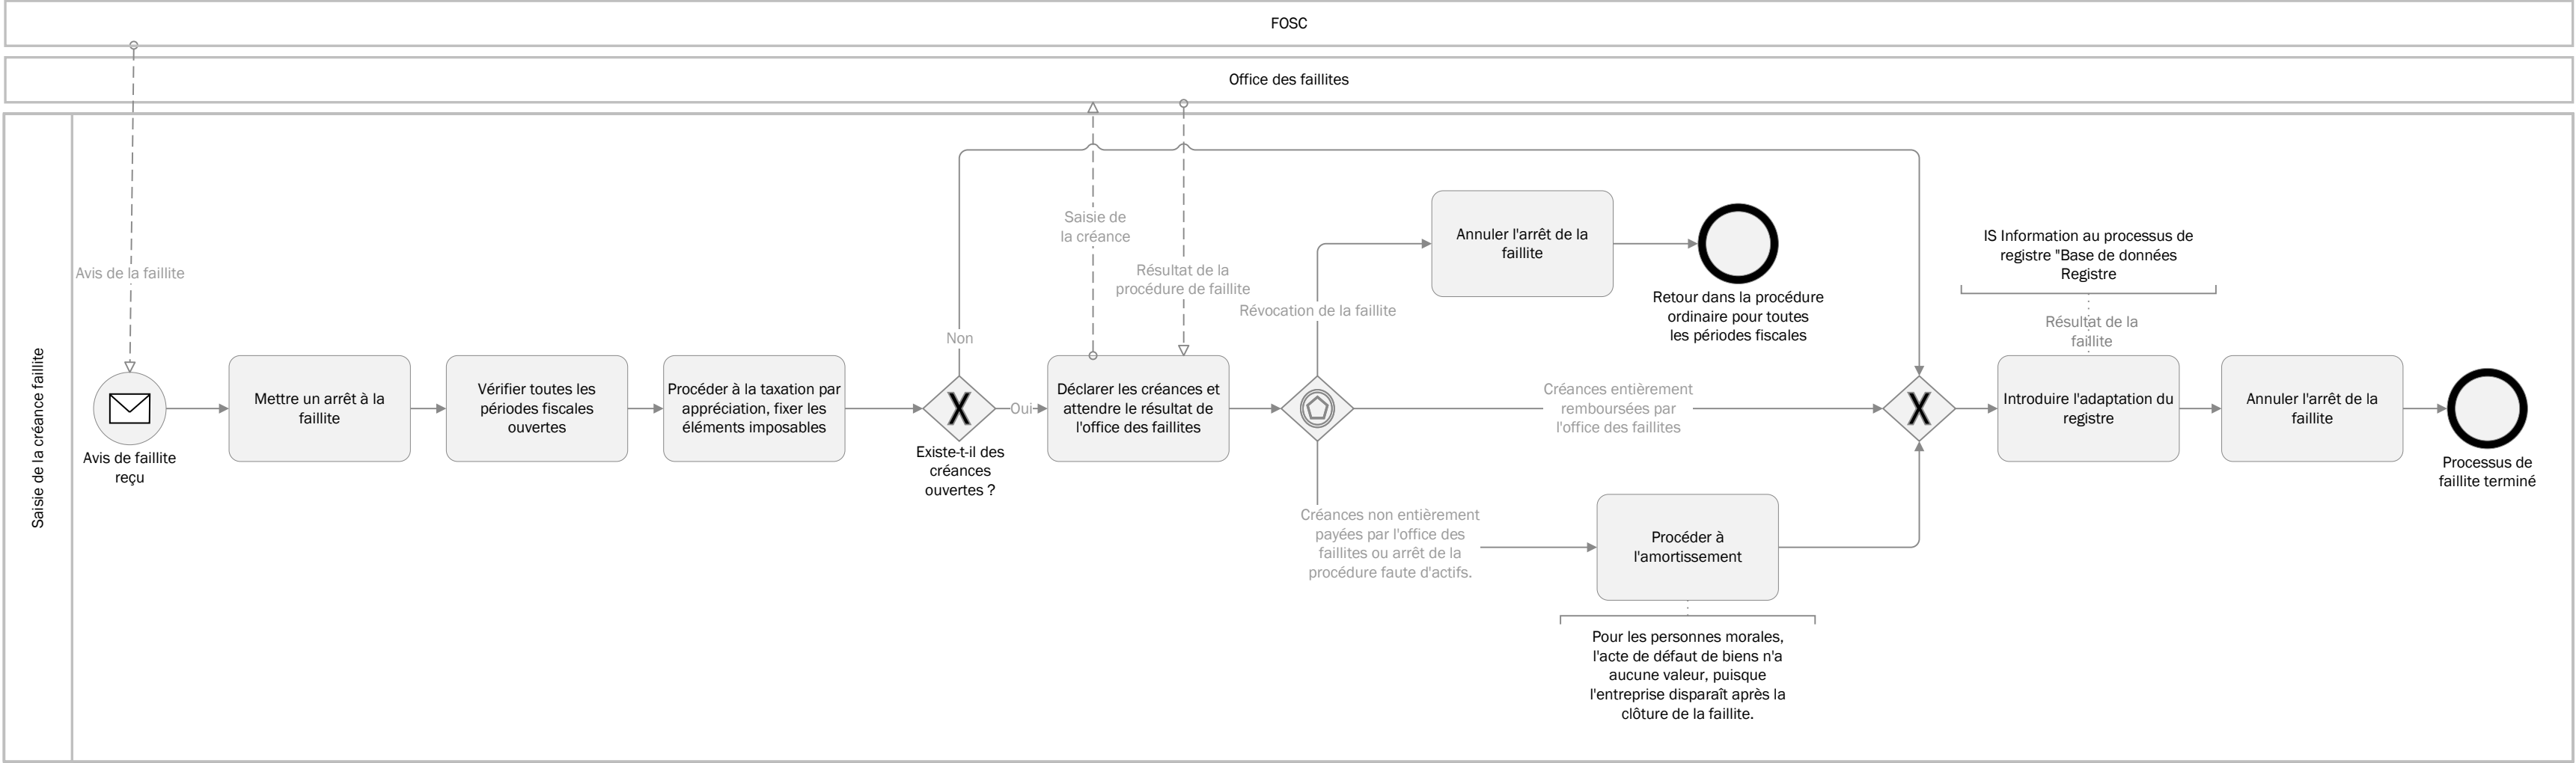 FOSC
Office des faillites
Saisie de la créance faillite
Avis de la faillite
Avis de faillite
reçu
Mettre un arrêt à la
faillite
Vérifier toutes les
périodes fiscales
ouvertes
Procéder à la taxation par
appréciation, fixer les
éléments imposables
Non
Oui
Existe-t-il des
créances
ouvertes ?
Saisie de
la créance
Résultat de la
procédure de faillite
Déclarer les créances et
attendre le résultat de
l'office des faillites
Révocation de la faillite
Annuler l'arrêt de la
faillite
Retour dans la procédure
ordinaire pour toutes
les périodes fiscales
Créances entièrement
remboursées par
l'office des faillites
Créances non entièrement
payées par l'office des
faillites ou arrêt de la
procédure faute d'actifs.
Procéder à
l'amortissement
Pour les personnes morales,
l'acte de défaut de biens n'a
aucune valeur, puisque
l'entreprise disparaît après la
clôture de la faillite.
IS Information au processus de
registre "Base de données
Registre
Résultat de la
faillite
Introduire l'adaptation du
registre
Annuler l'arrêt de la
faillite
Processus de
faillite terminé